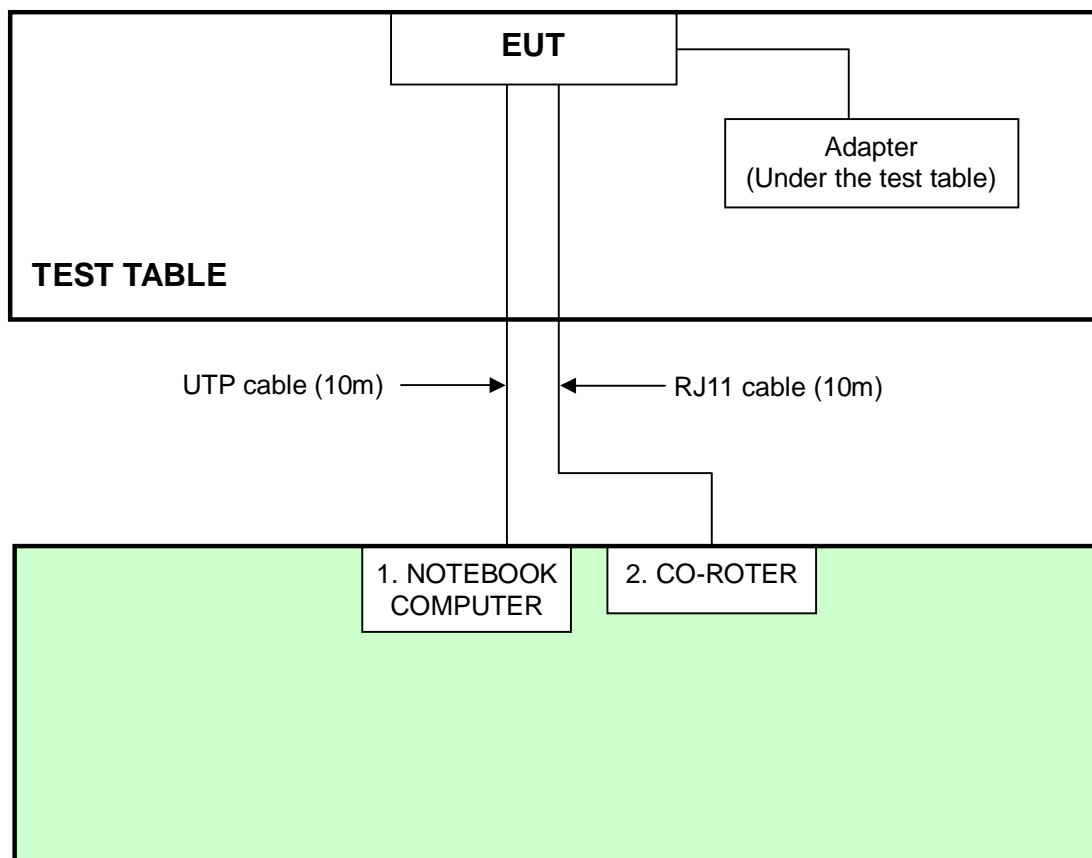 EUT
Adapter
(Under the test table)
TEST TABLE
UTP cable (10m)
RJ11 cable (10m)
1. NOTEBOOK
COMPUTER
2. CO-ROTER